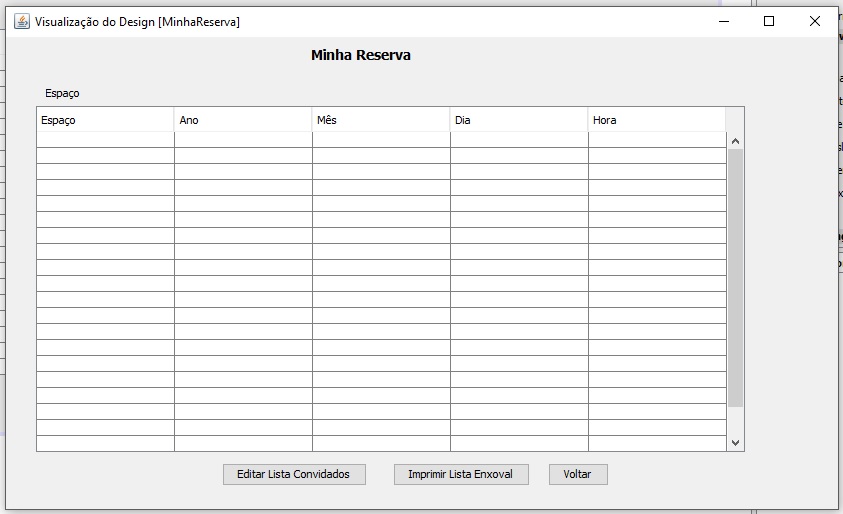 Visualização do Design [MinhaReserva]
Minha Reserva
Espaço
Espaço Ano Mês Dia Hora
Editar Lista Convidados Imprimir Lista Enxoval Voltar